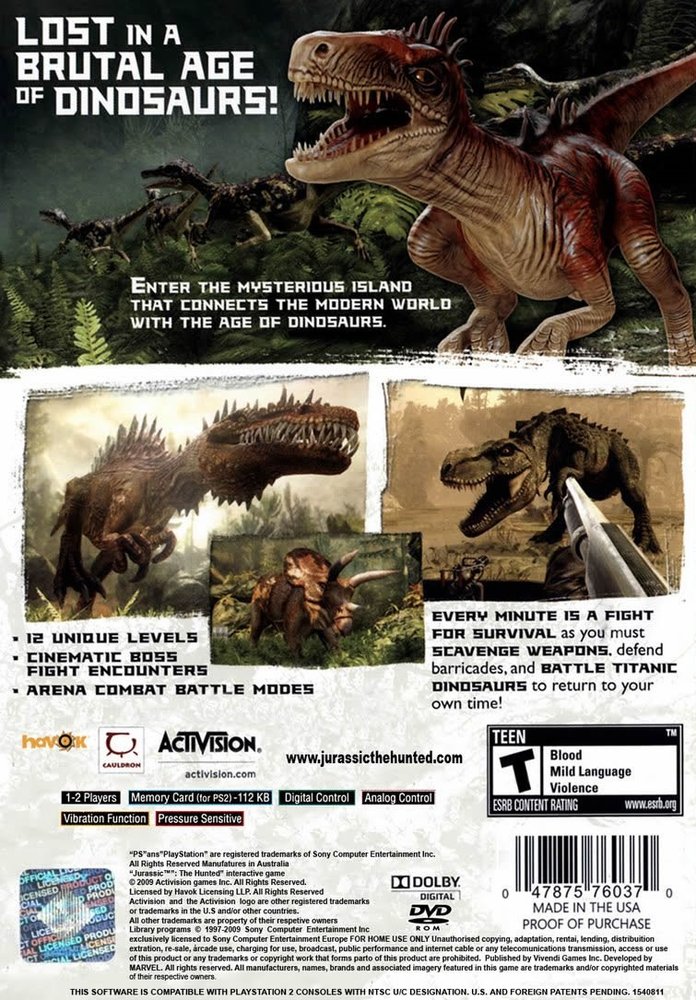 LOST IN A
BRUTAL AGE
OF DINOSAURS!
ENTER THE MYSTERIOUS ISLAND
THAT CONNECTS THE MODERN WORLD
WITH THE AGE OF DINOSAURS.
• 12 UNIQUE LEVELS
• CINEMATIC BOSS
FIGHT ENCOUNTERS
• ARENA COMBAT BATTLE MODES
EVERY MINUTE IS A FIGHT
FOR SURVIVAL as you must
SCAVENGE WEAPONS, defend
barricades, and BATTLE TITANIC
DINOSAURS to return to your
own time!
havok
CAULDRON
ACTIVISION®
activision.com
www.jurassicthehunted.com
TEEN
TM
T
Blood
Mild Language
Violence
ESRB CONTENT RATING www.esrb.org
1-2 Players Memory Card (for PS2) -112 KB Digital Control Analog Control
Vibration Function Pressure Sensitive
"PS"ans"PlayStation" are registered trademarks of Sony Computer Entertainment Inc.
All Rights Reserved Manufatures in Australia
"Jurassic™": The Hunted" interactive game
© 2009 Activision games Inc. All Rights Reserved.
Licensed by Havok Licensing LLP. All Rights Reserved
Activision and the Activision logo are other registered trademarks
or trademarks in the U.S and/or other countries.
All other trademarks are property of their respetive owners
Library programs © 1997-2009 Sony Computer Entertainment Inc
exclusively licensed to Sony Computer Entertainment Europe FOR HOME USE ONLY Unauthorised copying, adaptation, rentai, lending, distribuition
extration, re-sale, arcade use, charging for use, broadcast, public performance and internet cable or any telecommunications transmission, access or use
of this product or any trademarks or copyright work that forms parto of this product are prohibited. Published by Vivendi Games Inc. Developed by
MARVEL. All rights reserved. All manufacturers, names, brands and associated imagery featured in this game are trademarks and/or copyrighted materials
of their respective owners.
DOLBY
DIGITAL
DVD
ROM
0 47875 76037 0
MADE IN THE USA
PROOF OF PURCHASE
THIS SOFTWARE IS COMPATIBLE WITH PLAYSTATION 2 CONSOLES WITH NTSC U/C DESIGNATION. U.S. AND FOREIGN PATENTS PENDING. 1540811